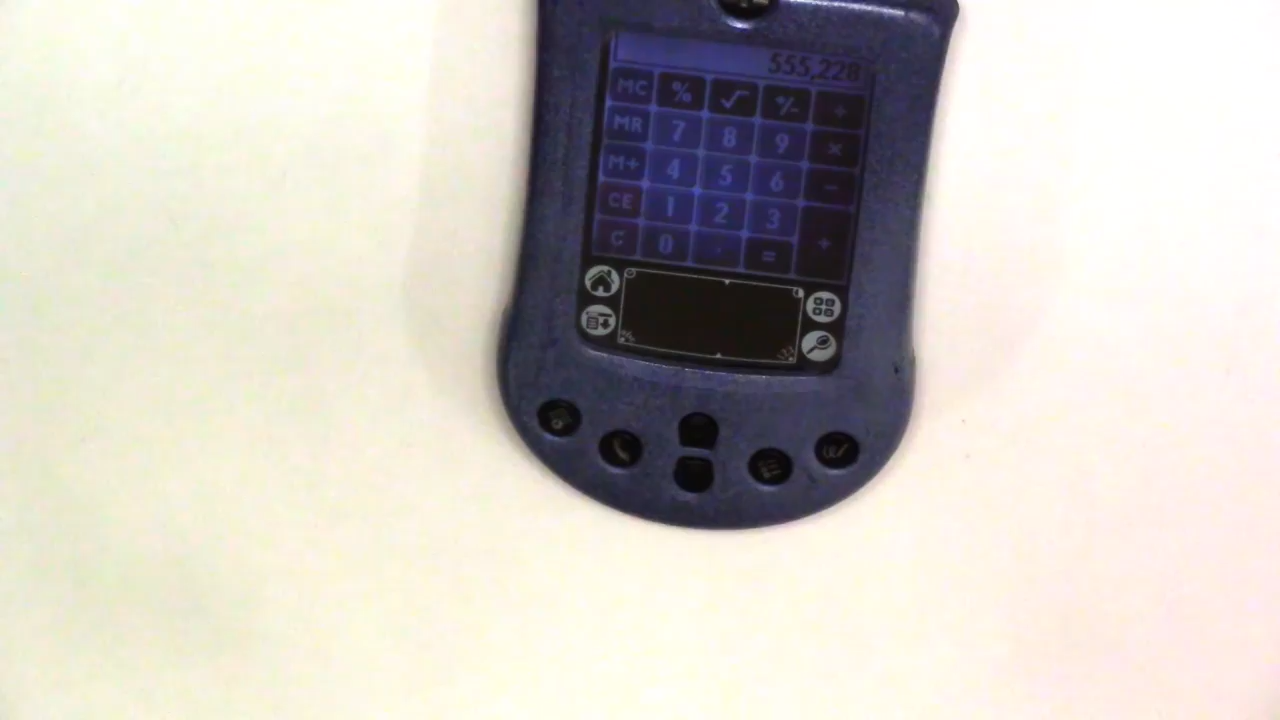 555,228
MC % √ +/- ÷
MR 7 8 9 ×
M+ 4 5 6 −
CE 1 2 3 +
C 0 . =